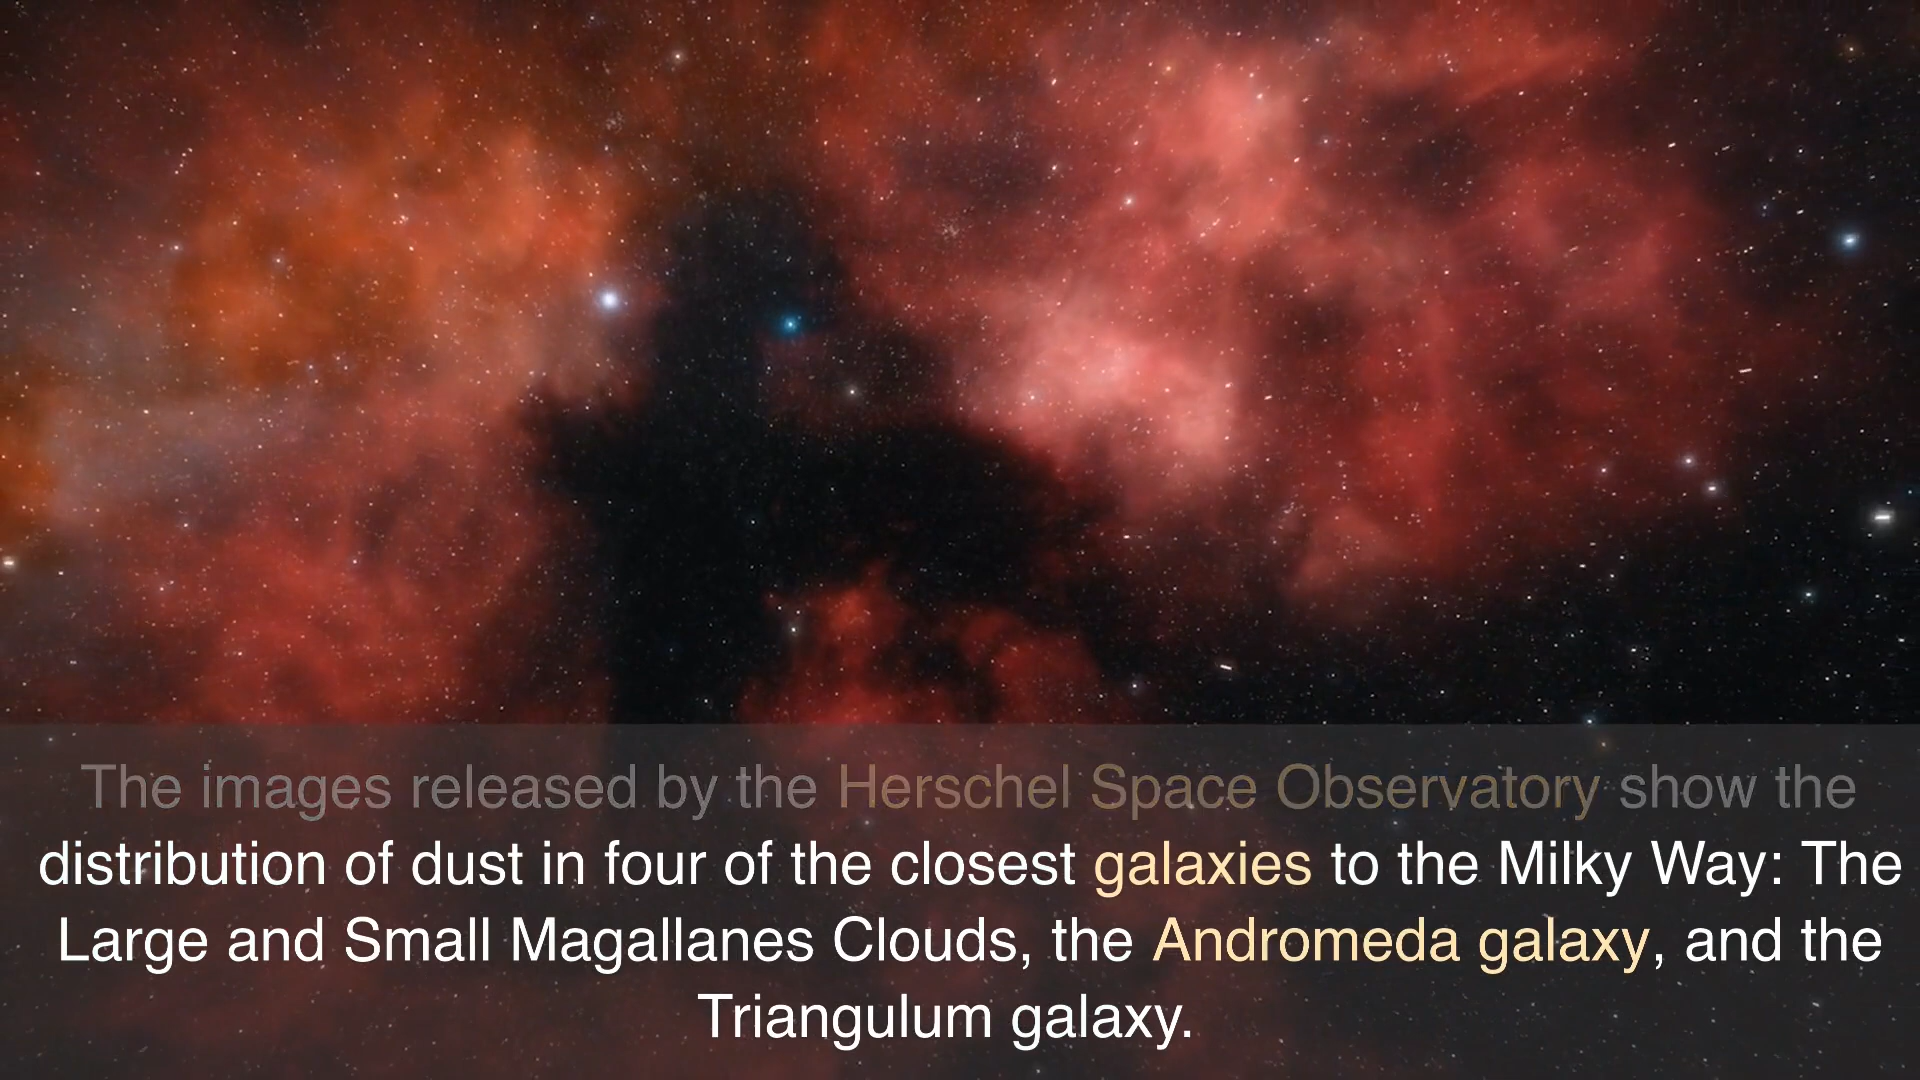 The images released by the Herschel Space Observatory show the
distribution of dust in four of the closest galaxies to the Milky Way: The
Large and Small Magallanes Clouds, the Andromeda galaxy, and the
Triangulum galaxy.